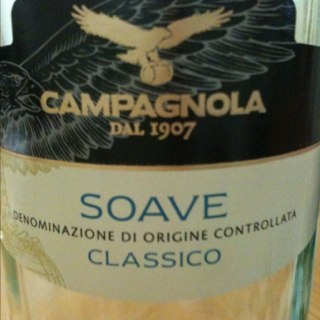 CAMPAGNOLA
DAL 1907
SOAVE
DENOMINAZIONE DI ORIGINE CONTROLLATA
CLASSICO